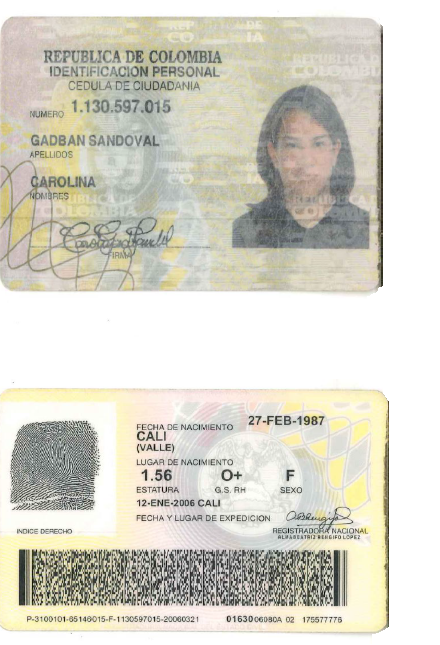 REPUBLICA DE COLOMBIA
IDENTIFICACION PERSONAL
CEDULA DE CIUDADANIA
NUMERO 1.130.597.015
GADBAN SANDOVAL
APELLIDOS
CAROLINA
NOMBRES
FIRMA
FECHA DE NACIMIENTO 27-FEB-1987
CALI
(VALLE)
LUGAR DE NACIMIENTO
1.56 O+ F
ESTATURA G.S. RH SEXO
12-ENE-2006 CALI
FECHA Y LUGAR DE EXPEDICION
INDICE DERECHO
REGISTRADORA NACIONAL
ALMABEATRIZ RENGIFO LOPEZ
P-3100101-65146015-F-1130597015-20060321 0163006080A 02 175577776